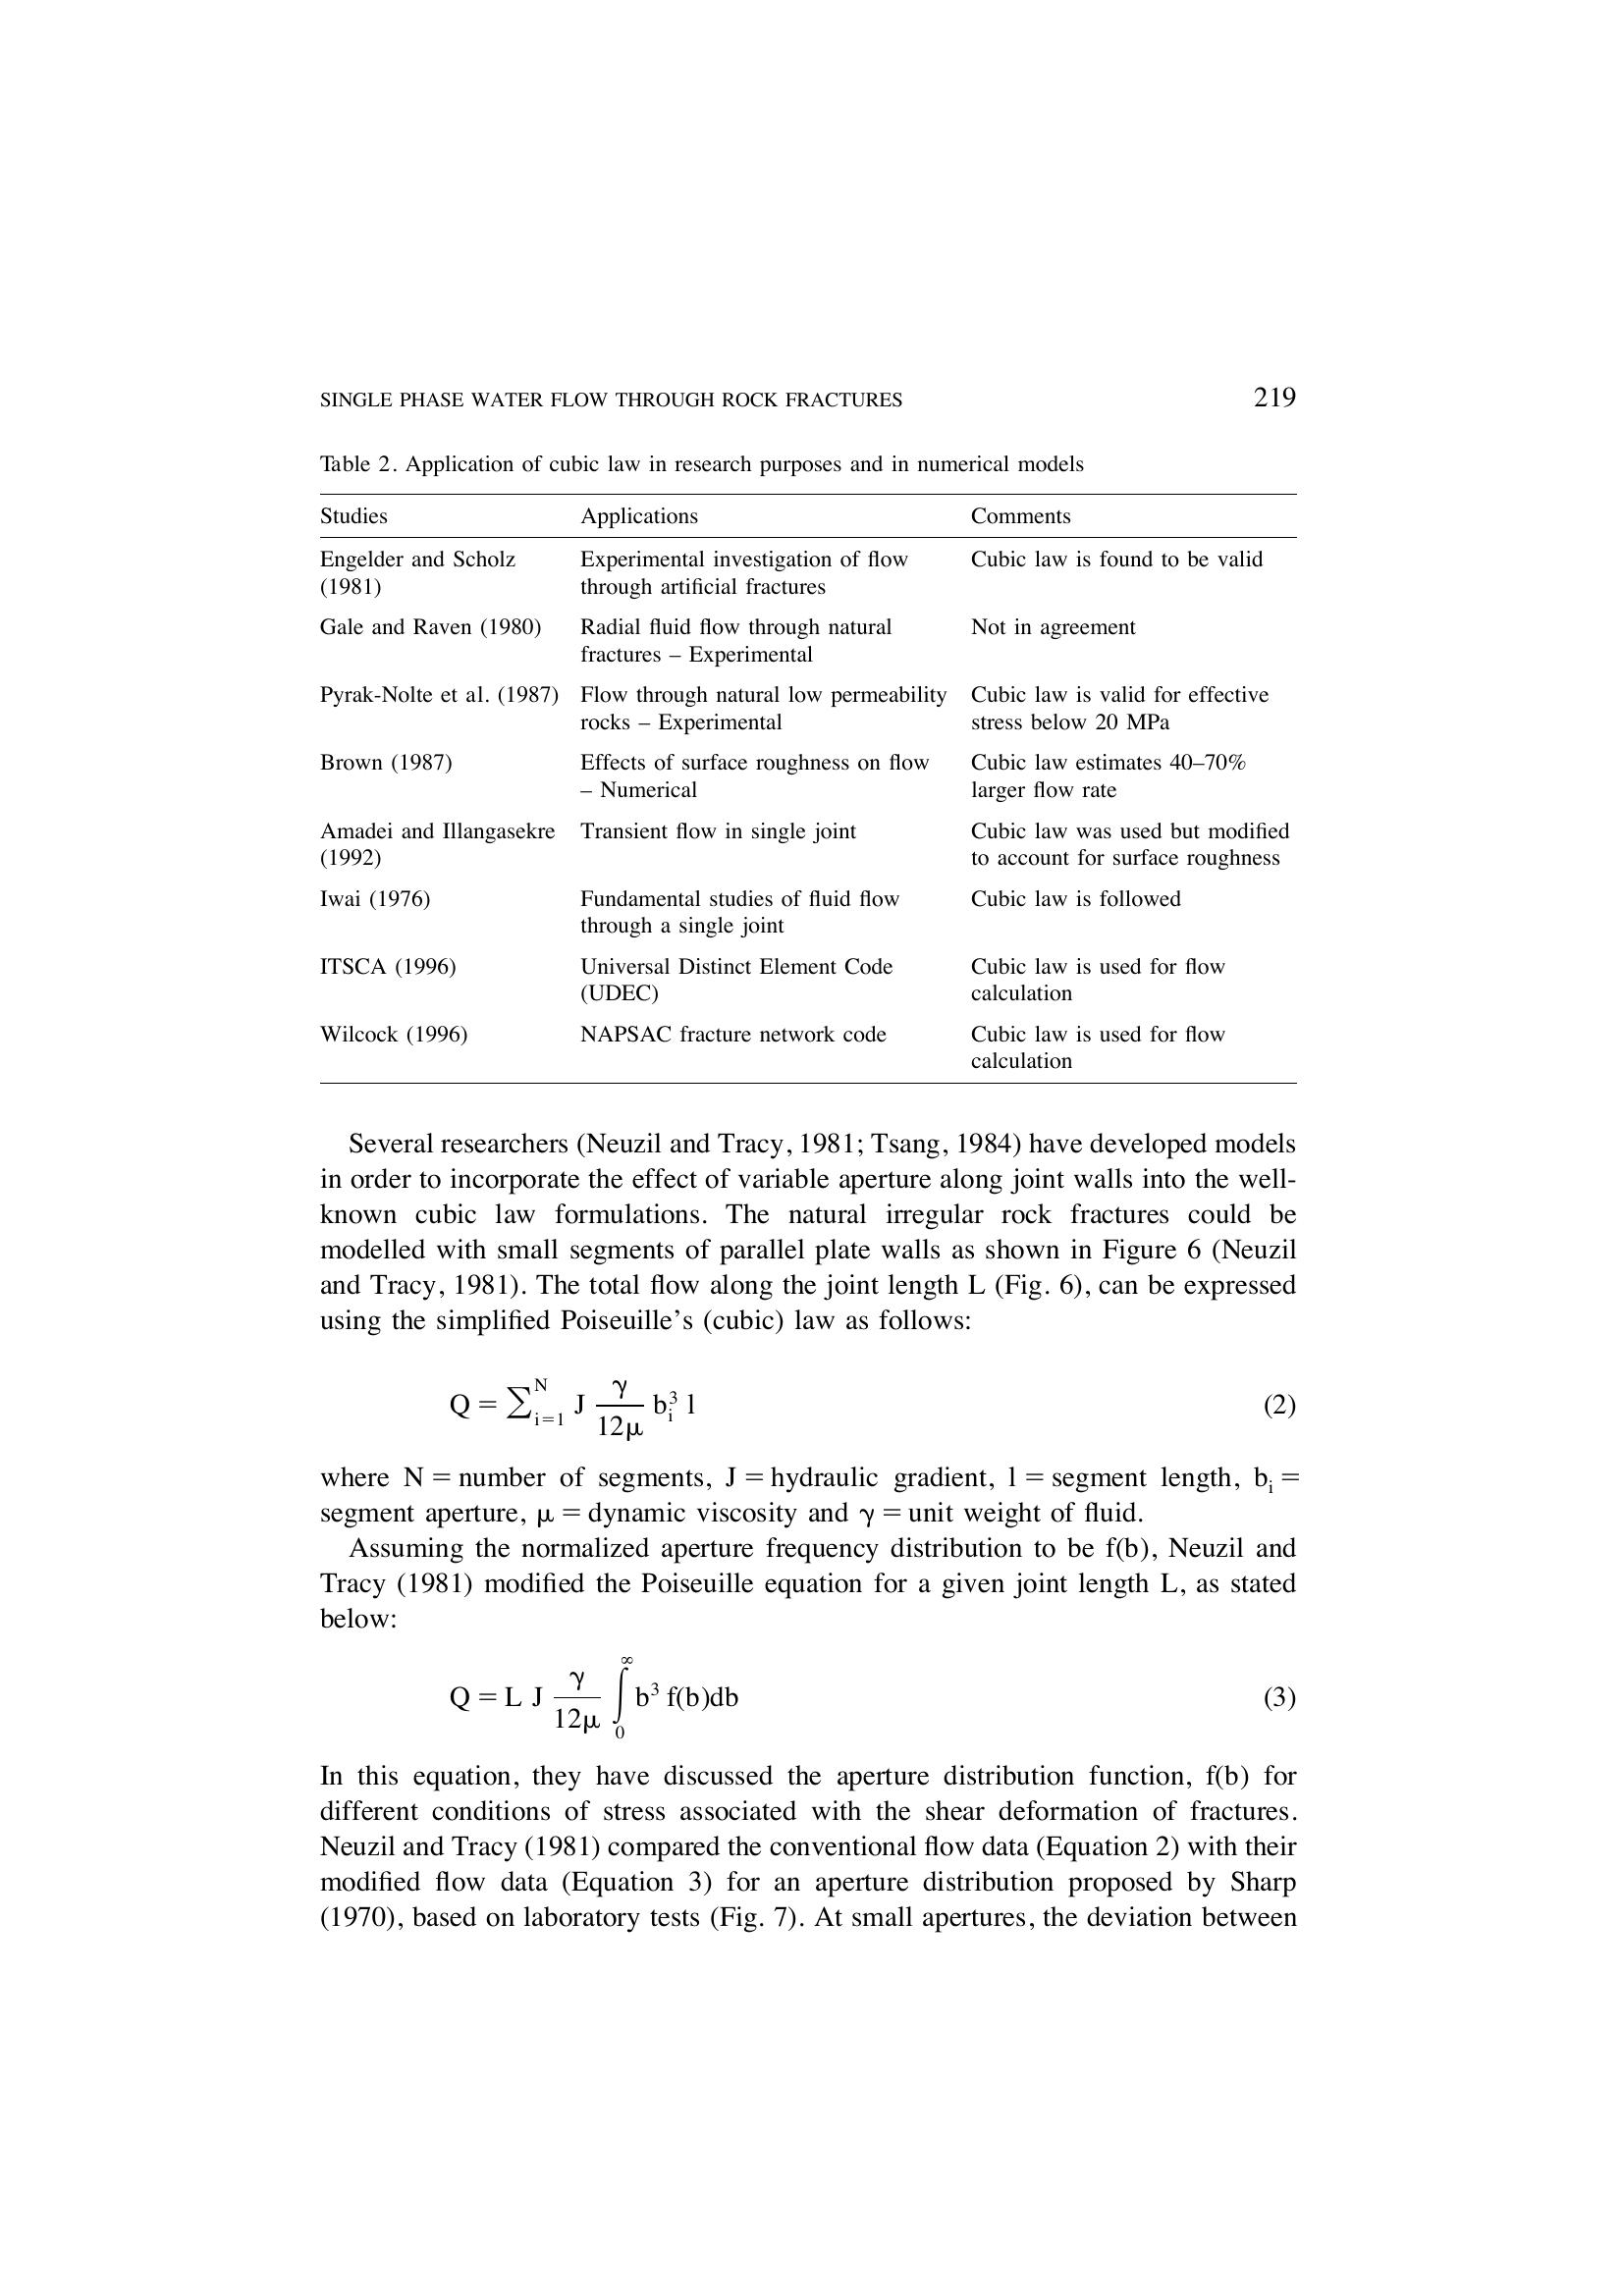 SINGLE PHASE WATER FLOW THROUGH ROCK FRACTURES 219
Table 2. Application of cubic law in research purposes and in numerical models
Studies Applications Comments
Engelder and Scholz Experimental investigation of flow Cubic law is found to be valid
(1981) through artificial fractures
Gale and Raven (1980) Radial fluid flow through natural Not in agreement
fractures – Experimental
Pyrak-Nolte et al. (1987) Flow through natural low permeability Cubic law is valid for effective
rocks – Experimental stress below 20 MPa
Brown (1987) Effects of surface roughness on flow Cubic law estimates 40–70%
– Numerical larger flow rate
Amadei and Illangasekre Transient flow in single joint Cubic law was used but modified
(1992) to account for surface roughness
Iwai (1976) Fundamental studies of fluid flow Cubic law is followed
through a single joint
ITSCA (1996) Universal Distinct Element Code Cubic law is used for flow
(UDEC) calculation
Wilcock (1996) NAPSAC fracture network code Cubic law is used for flow
calculation
Several researchers (Neuzil and Tracy, 1981; Tsang, 1984) have developed models
in order to incorporate the effect of variable aperture along joint walls into the well-
known cubic law formulations. The natural irregular rock fractures could be
modelled with small segments of parallel plate walls as shown in Figure 6 (Neuzil
and Tracy, 1981). The total flow along the joint length L (Fig. 6), can be expressed
using the simplified Poiseuille's (cubic) law as follows:
Q = ∑_{i=1}^{N} J γ/12μ b_i^3 l (2)
where N = number of segments, J = hydraulic gradient, l = segment length, b_i =
segment aperture, μ = dynamic viscosity and γ = unit weight of fluid.
Assuming the normalized aperture frequency distribution to be f(b), Neuzil and
Tracy (1981) modified the Poiseuille equation for a given joint length L, as stated
below:
Q = L J γ/12μ ∫_0^∞ b^3 f(b)db (3)
In this equation, they have discussed the aperture distribution function, f(b) for
different conditions of stress associated with the shear deformation of fractures.
Neuzil and Tracy (1981) compared the conventional flow data (Equation 2) with their
modified flow data (Equation 3) for an aperture distribution proposed by Sharp
(1970), based on laboratory tests (Fig. 7). At small apertures, the deviation between